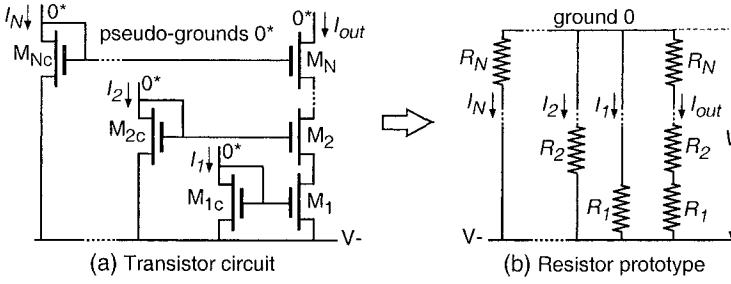 I_N 0*
pseudo-grounds 0*
0* I_out
M_Nc
M_N
I_2 0*
M_2c
M_2
I_1 0*
M_1c
M_1
V-
(a) Transistor circuit
ground 0
R_N
R_N
I_N
I_2
I_1
I_out
R_2
R_2
R_1
R_1
V-
(b) Resistor prototype